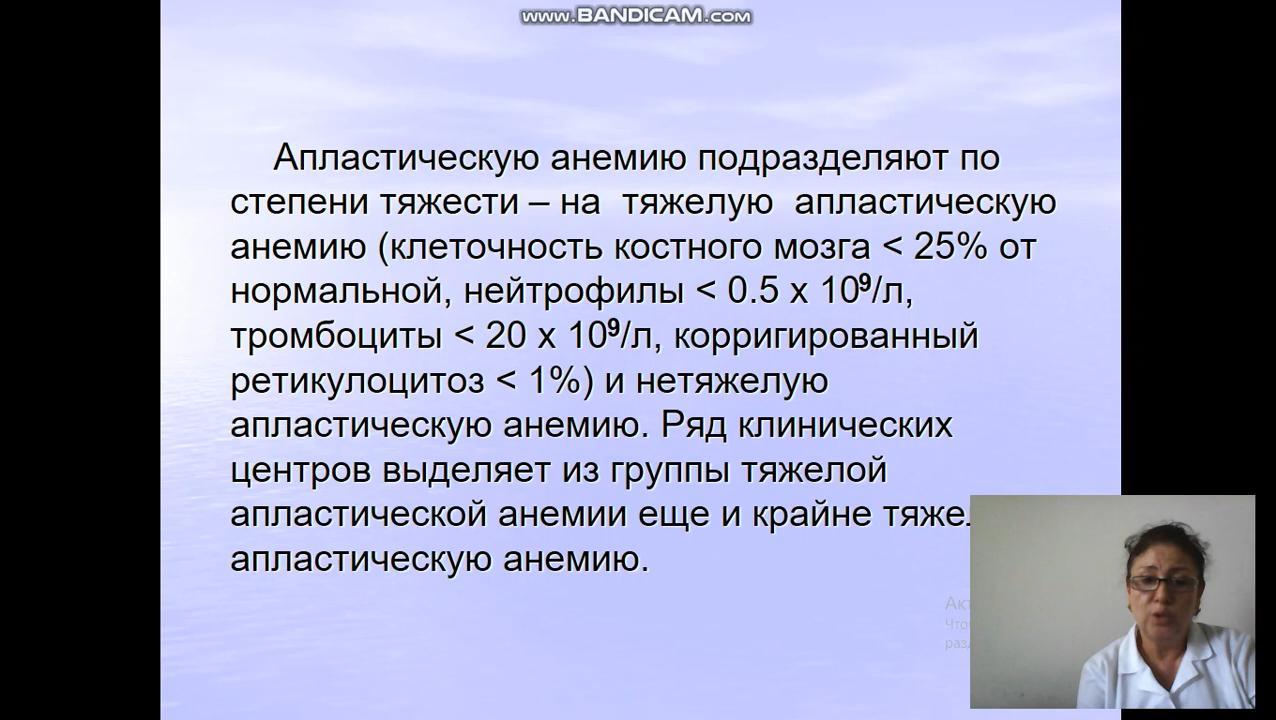 www.BANDICAM.com
Апластическую анемию подразделяют по
степени тяжести – на тяжелую апластическую
анемию (клеточность костного мозга < 25% от
нормальной, нейтрофилы < 0.5 х 10⁹/л,
тромбоциты < 20 х 10⁹/л, корригированный
ретикулоцитоз < 1%) и нетяжелую
апластическую анемию. Ряд клинических
центров выделяет из группы тяжелой
апластической анемии еще и крайне
апластическую анемию.